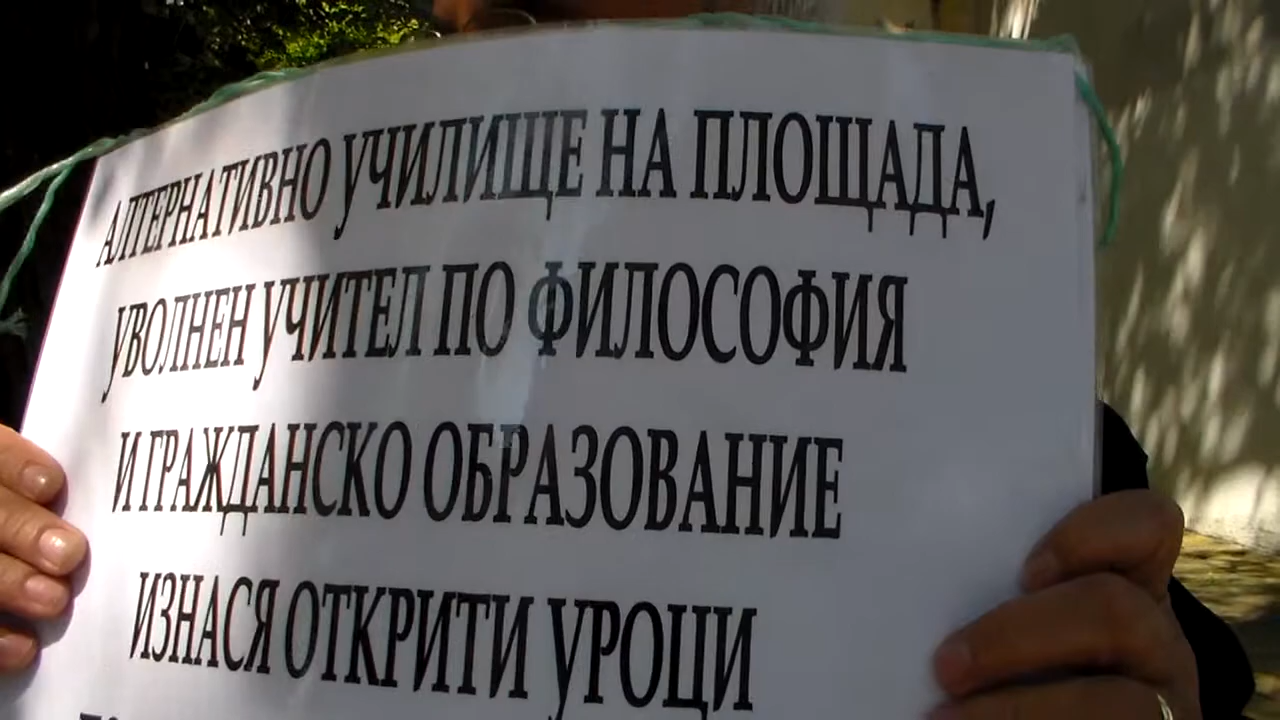 АЛТЕРНАТИВНО УЧИЛИЩЕ НА ПЛОЩАДА,
УВОЛНЕН УЧИТЕЛ ПО ФИЛОСОФИЯ
И ГРАЖДАНСКО ОБРАЗОВАНИЕ
ИЗНАСЯ ОТКРИТИ УРОЦИ